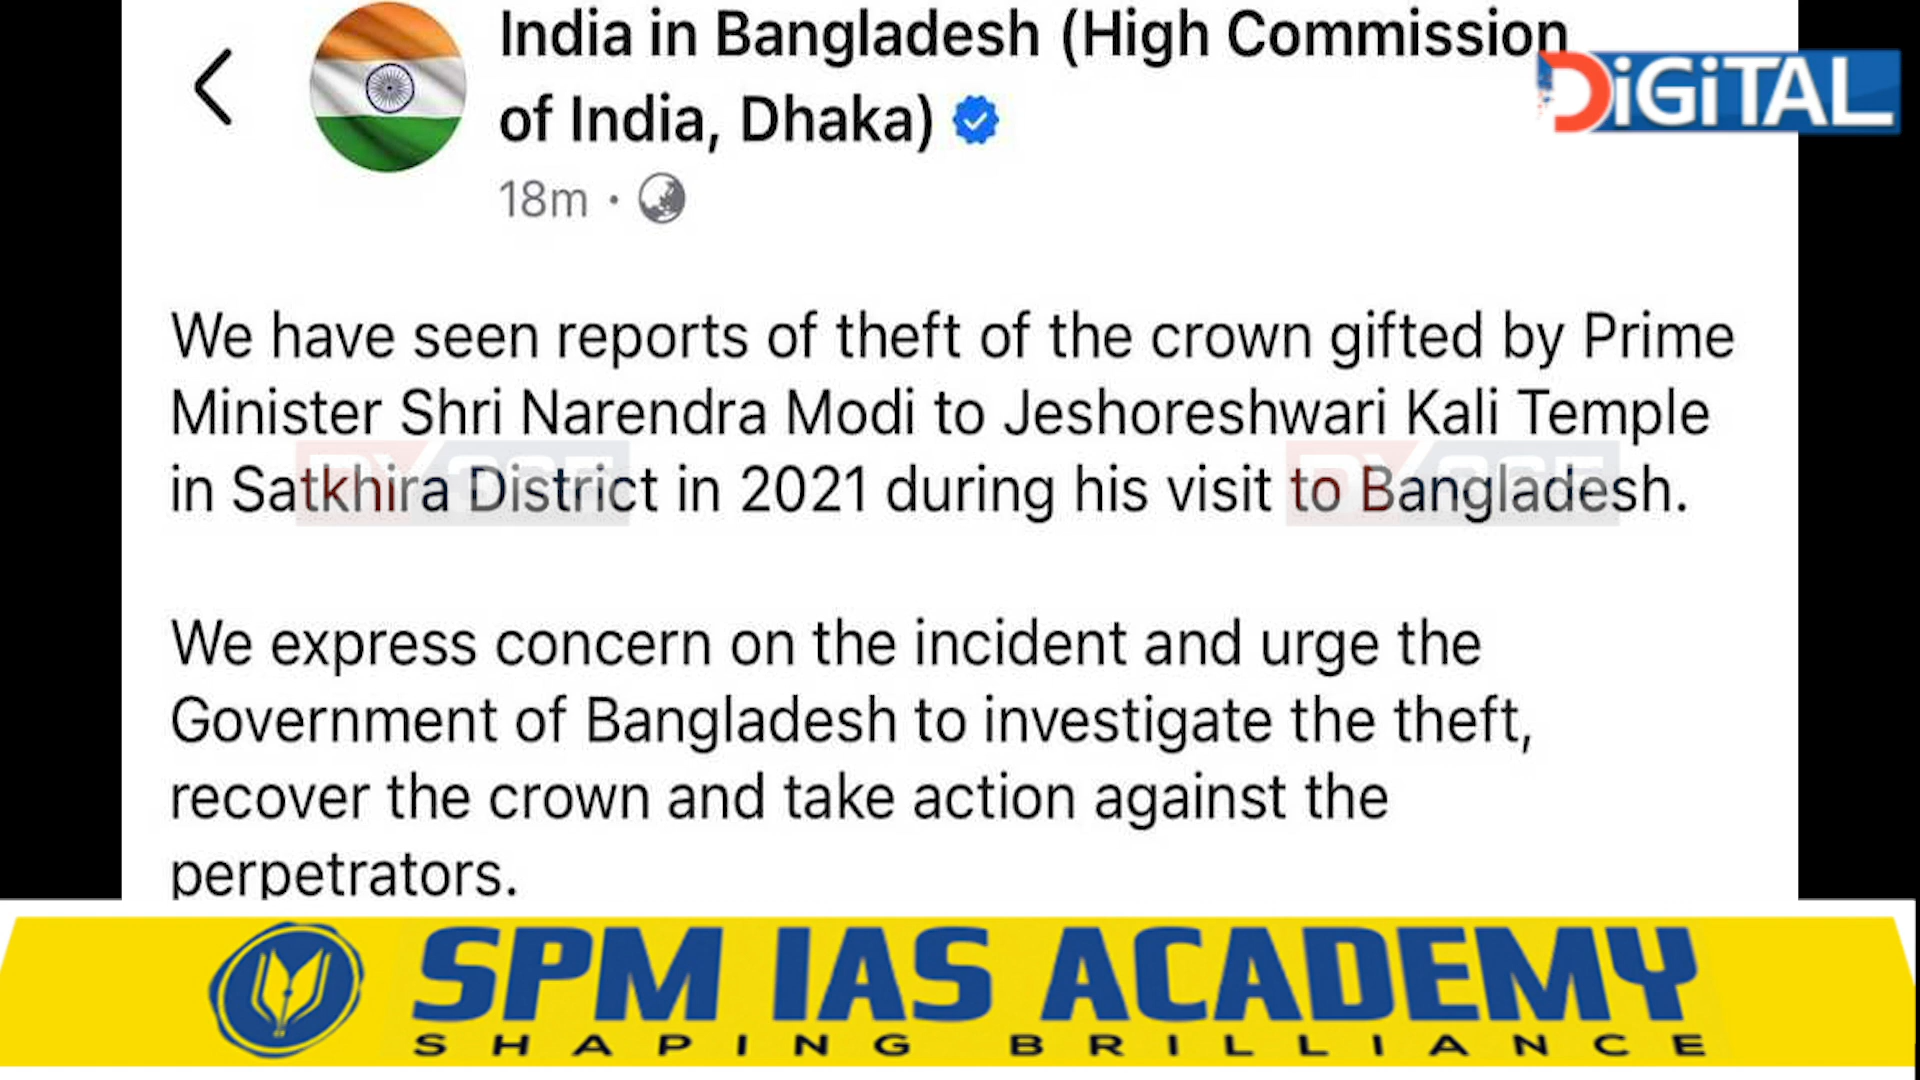 India in Bangladesh (High Commission
of India, Dhaka)
DiGiTAL
18m ·
We have seen reports of theft of the crown gifted by Prime
Minister Shri Narendra Modi to Jeshoreshwari Kali Temple
in Satkhira District in 2021 during his visit to Bangladesh.
We express concern on the incident and urge the
Government of Bangladesh to investigate the theft,
recover the crown and take action against the
perpetrators.
SPM IAS ACADEMY
SHAPING BRILLIANCE